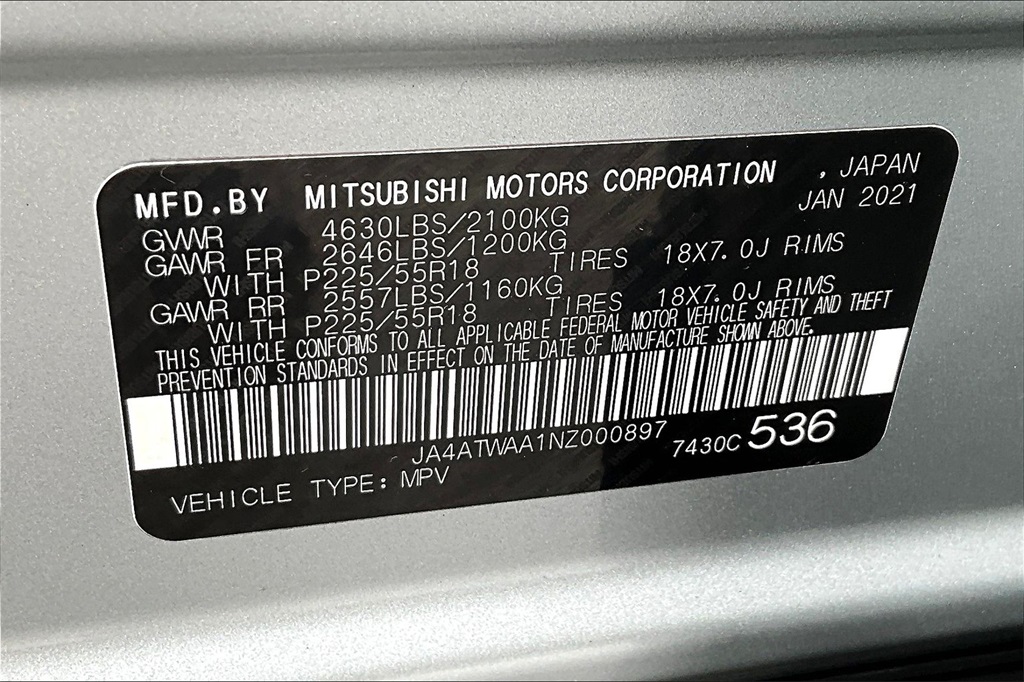 MFD.BY MITSUBISHI MOTORS CORPORATION , JAPAN
GVWR 4630LBS/2100KG JAN 2021
GAWR FR 2646LBS/1200KG
WITH P225/55R18 TIRES 18X7.0J RIMS
GAWR RR 2557LBS/1160KG
WITH P225/55R18 TIRES 18X7.0J RIMS
THIS VEHICLE CONFORMS TO ALL APPLICABLE FEDERAL MOTOR VEHICLE SAFETY AND THEFT
PREVENTION STANDARDS IN EFFECT ON THE DATE OF MANUFACTURE SHOWN ABOVE.
JA4ATWAA1NZ000897 7430C 536
VEHICLE TYPE: MPV